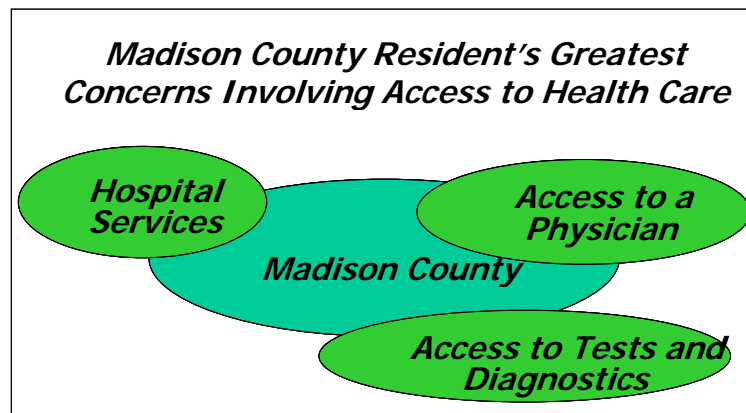 Madison County Resident's Greatest
Concerns Involving Access to Health Care
Hospital
Services
Access to a
Physician
Madison County
Access to Tests and
Diagnostics